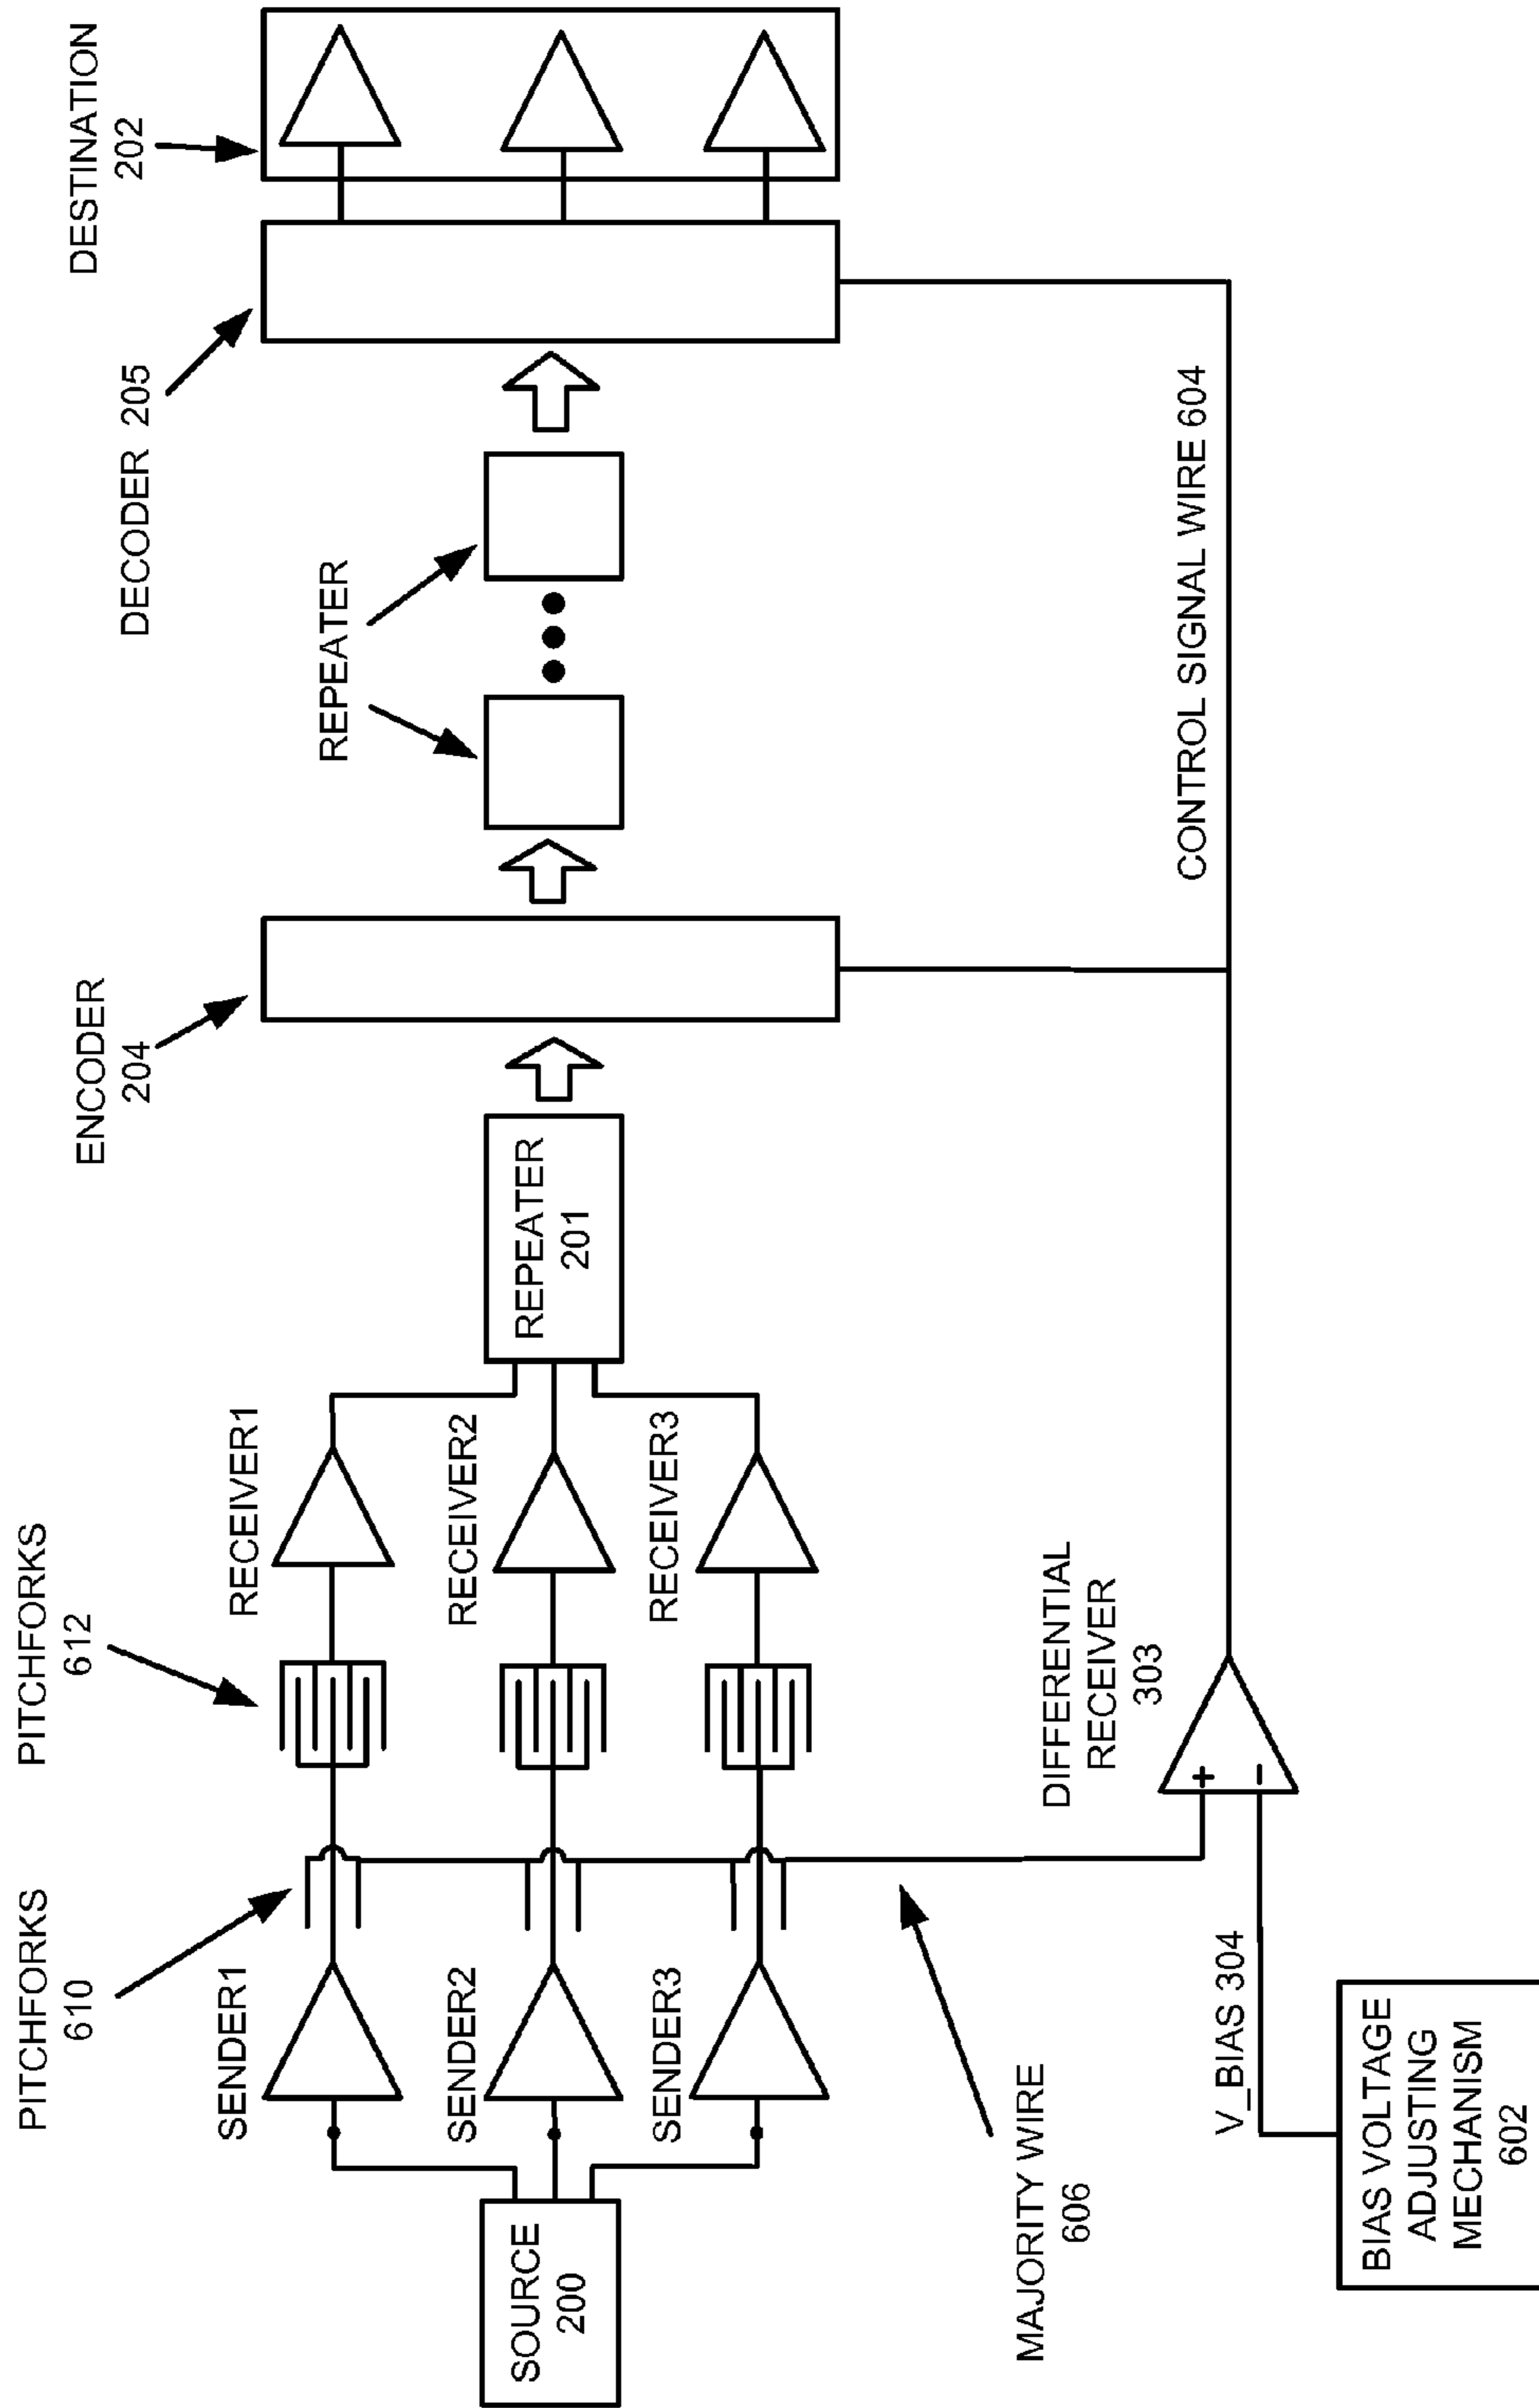 PITCHFORKS
610
PITCHFORKS
612
ENCODER
204
DECODER 205
DESTINATION
202
SENDER1
RECEIVER1
REPEATER
SOURCE
200
SENDER2
RECEIVER2
REPEATER
201
SENDER3
RECEIVER3
MAJORITY WIRE
606
DIFFERENTIAL
RECEIVER
303
+
−
CONTROL SIGNAL WIRE 604
V_BIAS 304
BIAS VOLTAGE
ADJUSTING
MECHANISM
602